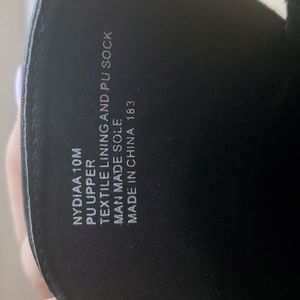 NYDIAA 10M
PU UPPER
TEXTILE LINING AND PU SOCK
MAN MADE SOLE
MADE IN CHINA 183